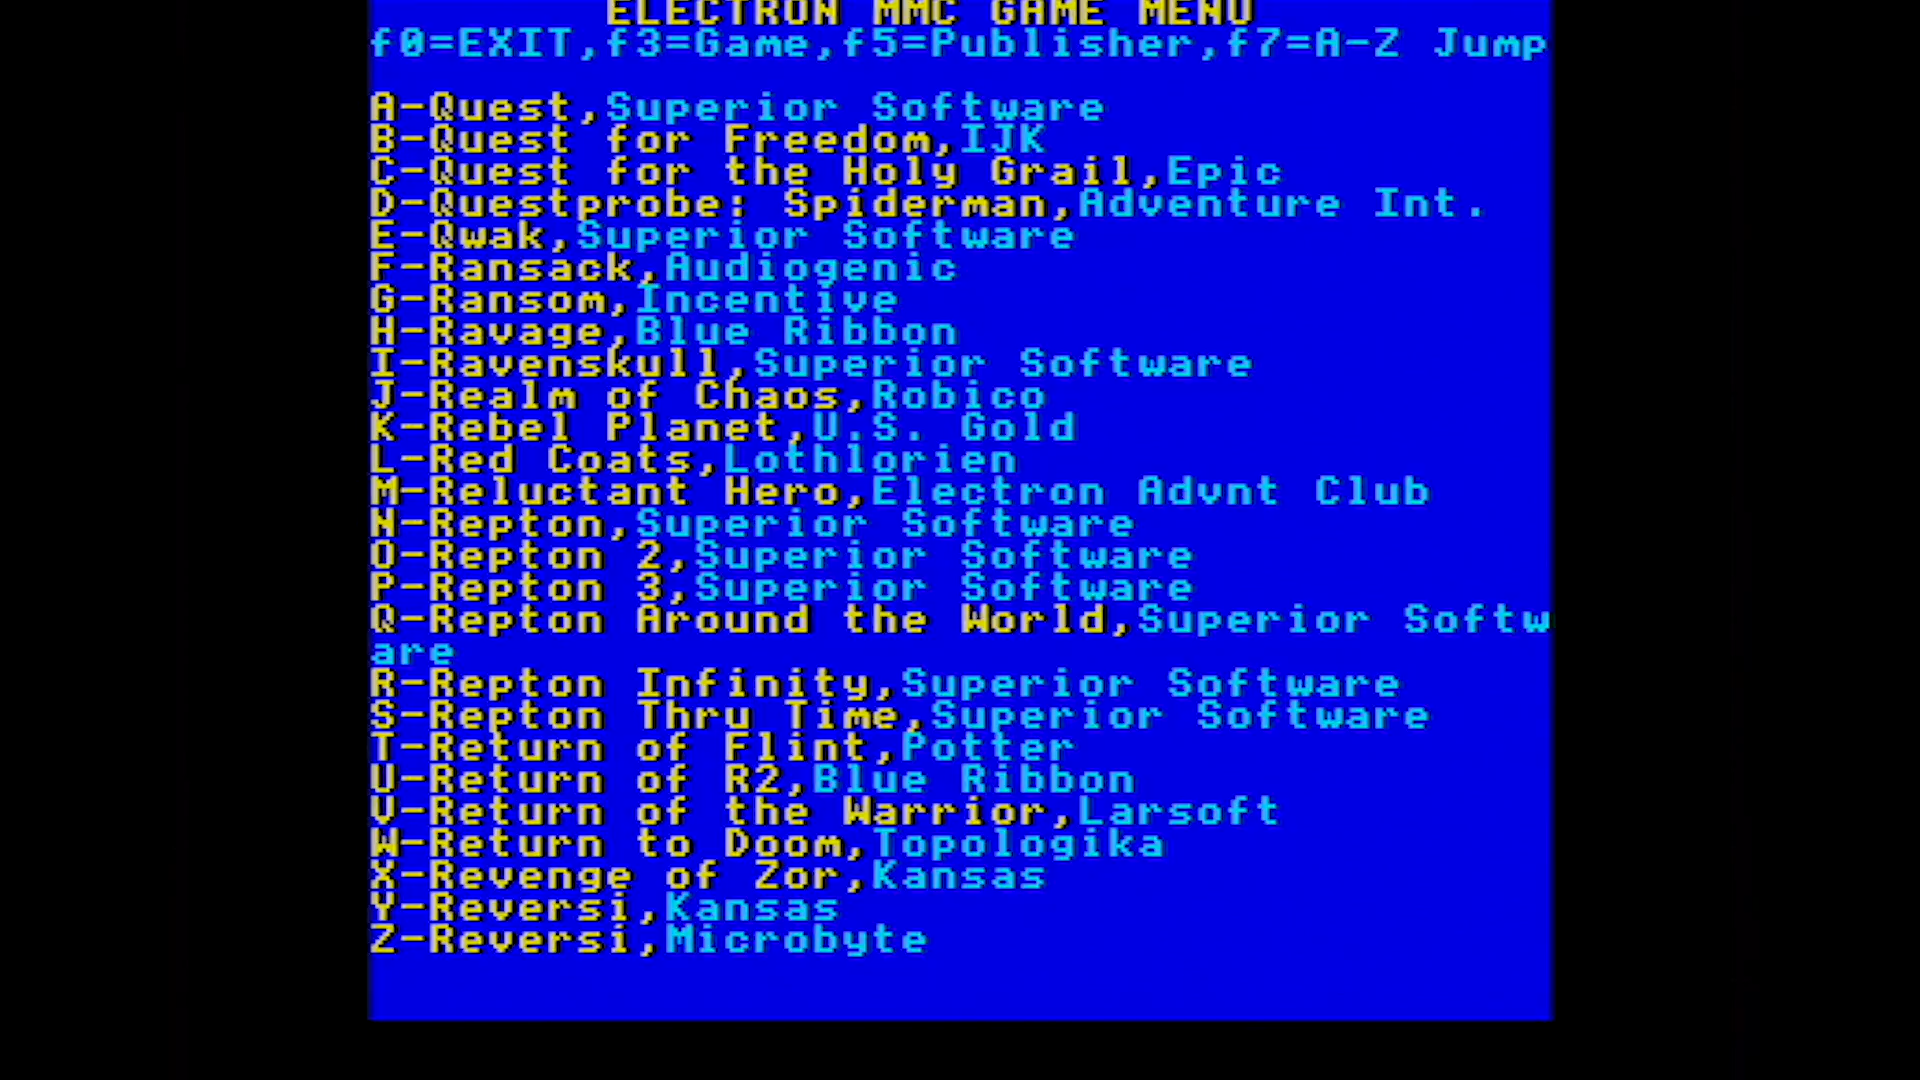 ELECTRON MMC GAME MENU
f0=EXIT,f3=Game,f5=Publisher,f7=A-Z Jump
A-Quest,Superior Software
B-Quest for Freedom,IJK
C-Quest for the Holy Grail,Epic
D-Questprobe: Spiderman,Adventure Int.
E-Qwak,Superior Software
F-Ransack,Audiogenic
G-Ransom,Incentive
H-Ravage,Blue Ribbon
I-Ravenskull,Superior Software
J-Realm of Chaos,Robico
K-Rebel Planet,U.S. Gold
L-Red Coats,Lothlorien
M-Reluctant Hero,Electron Advnt Club
N-Repton,Superior Software
O-Repton 2,Superior Software
P-Repton 3,Superior Software
Q-Repton Around the World,Superior Softw
are
R-Repton Infinity,Superior Software
S-Repton Thru Time,Superior Software
T-Return of Flint,Potter
U-Return of R2,Blue Ribbon
V-Return of the Warrior,Larsoft
W-Return to Doom,Topologika
X-Revenge of Zor,Kansas
Y-Reversi,Kansas
Z-Reversi,Microbyte